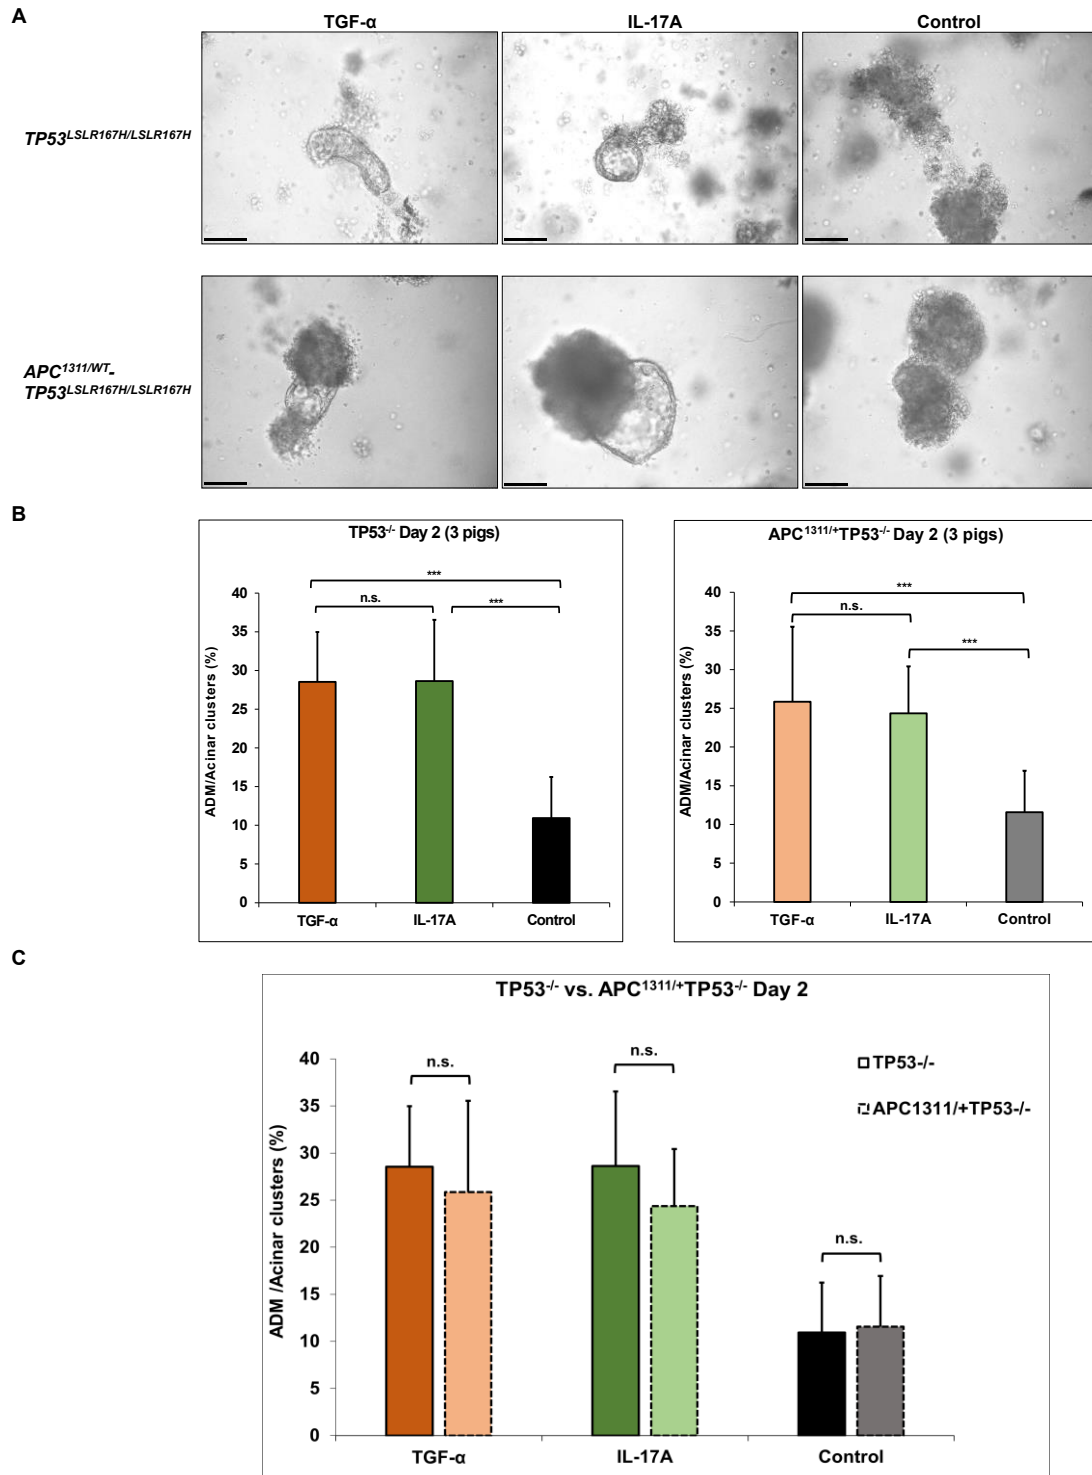 A
TGF-α IL-17A Control
TP53LSLR167H/LSLR167H
APC1311/WT-
TP53LSLR167H/LSLR167H
B
TP53-/- Day 2 (3 pigs)
***
n.s.
***
40
35
30
25
20
15
10
5
0
ADM/Acinar clusters (%)
TGF-α IL-17A Control
APC1311/+TP53-/- Day 2 (3 pigs)
***
n.s.
***
40
35
30
25
20
15
10
5
0
ADM/Acinar clusters (%)
TGF-α IL-17A Control
C
TP53-/- vs. APC1311/+TP53-/- Day 2
n.s.
n.s.
n.s.
TP53-/-
APC1311/+TP53-/-
40
35
30
25
20
15
10
5
0
ADM /Acinar clusters (%)
TGF-α IL-17A Control